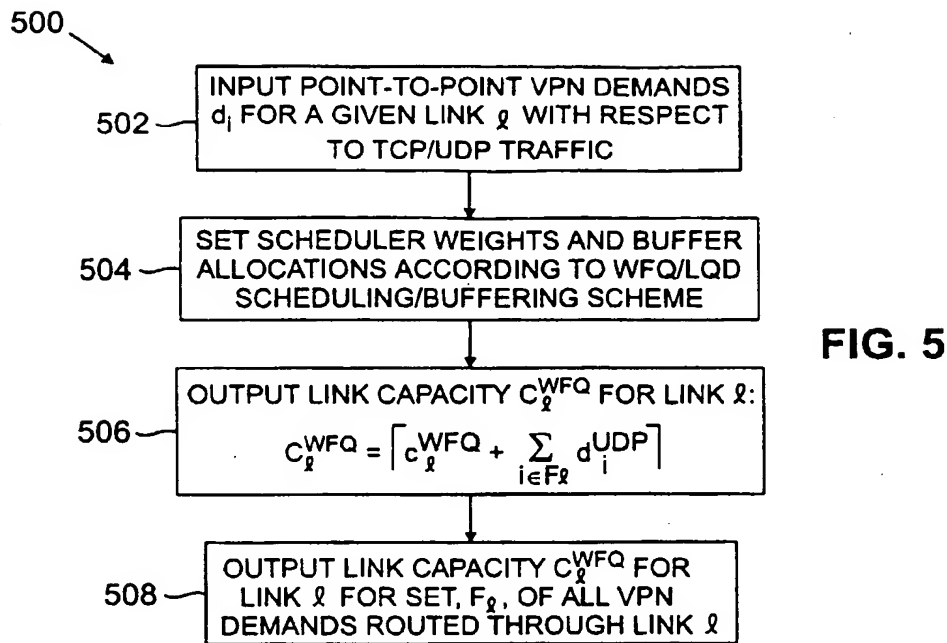 500
502
INPUT POINT-TO-POINT VPN DEMANDS
di FOR A GIVEN LINK ℓ WITH RESPECT
TO TCP/UDP TRAFFIC
504
SET SCHEDULER WEIGHTS AND BUFFER
ALLOCATIONS ACCORDING TO WFQ/LQD
SCHEDULING/BUFFERING SCHEME
FIG. 5
506
OUTPUT LINK CAPACITY C_ℓ^WFQ FOR LINK ℓ:
C_ℓ^WFQ = ⌈ c_ℓ^WFQ + Σ_{i∈Fℓ} d_i^UDP ⌉
508
OUTPUT LINK CAPACITY C_ℓ^WFQ FOR
LINK ℓ FOR SET, F_ℓ, OF ALL VPN
DEMANDS ROUTED THROUGH LINK ℓ